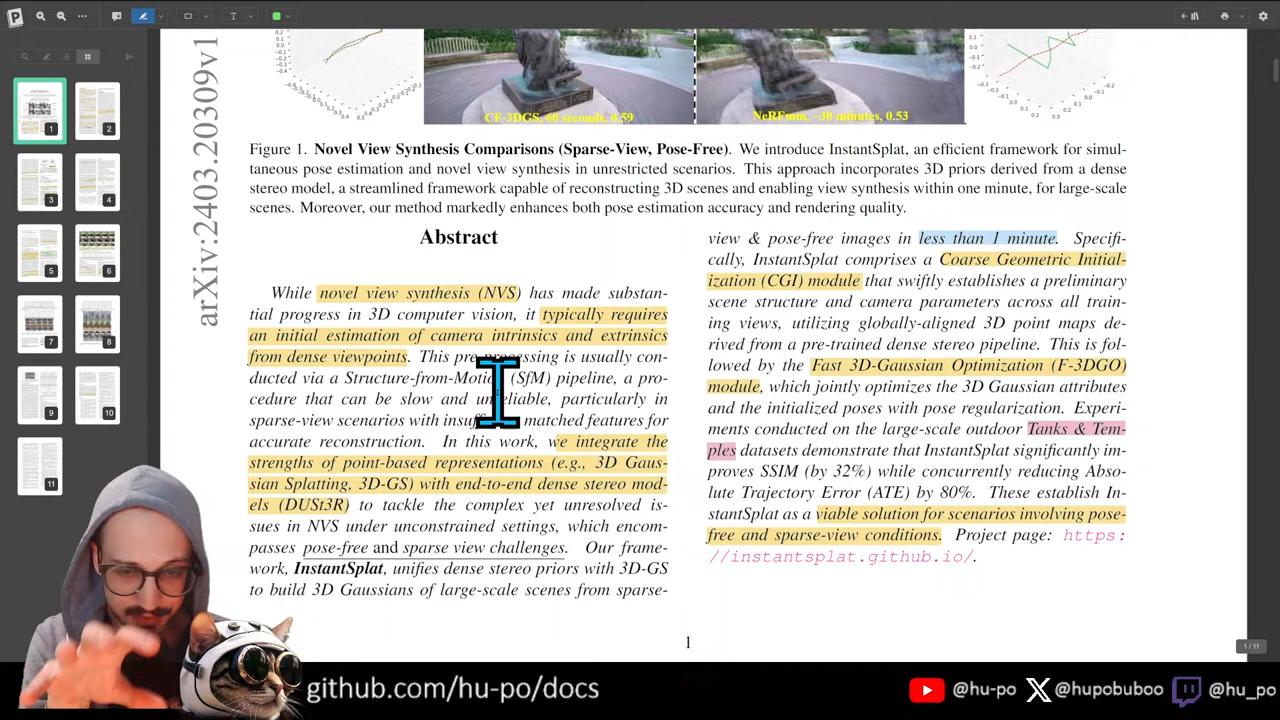 arXiv:2403.20309v1
CF-3DGS, 60 seconds, 0.59
NeRFmm, ~30 minutes, 0.53
Figure 1. Novel View Synthesis Comparisons (Sparse-View, Pose-Free). We introduce InstantSplat, an efficient framework for simul-
taneous pose estimation and novel view synthesis in unrestricted scenarios. This approach incorporates 3D priors derived from a dense
stereo model, a streamlined framework capable of reconstructing 3D scenes and enabling view synthesis within one minute, for large-scale
scenes. Moreover, our method markedly enhances both pose estimation accuracy and rendering quality.
Abstract
While novel view synthesis (NVS) has made substan-
tial progress in 3D computer vision, it typically requires
an initial estimation of camera intrinsics and extrinsics
from dense viewpoints. This pre-processing is usually con-
ducted via a Structure-from-Motion (SfM) pipeline, a pro-
cedure that can be slow and unreliable, particularly in
sparse-view scenarios with insufficient matched features for
accurate reconstruction. In this work, we integrate the
strengths of point-based representations (e.g., 3D Gaus-
sian Splatting, 3D-GS) with end-to-end dense stereo mod-
els (DUSt3R) to tackle the complex yet unresolved is-
sues in NVS under unconstrained settings, which encom-
passes pose-free and sparse view challenges. Our frame-
work, InstantSplat, unifies dense stereo priors with 3D-GS
to build 3D Gaussians of large-scale scenes from sparse-
view & pose-free images in less than 1 minute. Specifi-
cally, InstantSplat comprises a Coarse Geometric Initial-
ization (CGI) module that swiftly establishes a preliminary
scene structure and camera parameters across all train-
ing views, utilizing globally-aligned 3D point maps de-
rived from a pre-trained dense stereo pipeline. This is fol-
lowed by the Fast 3D-Gaussian Optimization (F-3DGO)
module, which jointly optimizes the 3D Gaussian attributes
and the initialized poses with pose regularization. Experi-
ments conducted on the large-scale outdoor Tanks & Tem-
ples datasets demonstrate that InstantSplat significantly im-
proves SSIM (by 32%) while concurrently reducing Abso-
lute Trajectory Error (ATE) by 80%. These establish In-
stantSplat as a viable solution for scenarios involving pose-
free and sparse-view conditions. Project page: https:
//instantsplat.github.io/.
1
1 / 11
1
2
3
4
5
6
7
8
9
10
11
github.com/hu-po/docs
@hu-po
@hupobuboo
@hu_po